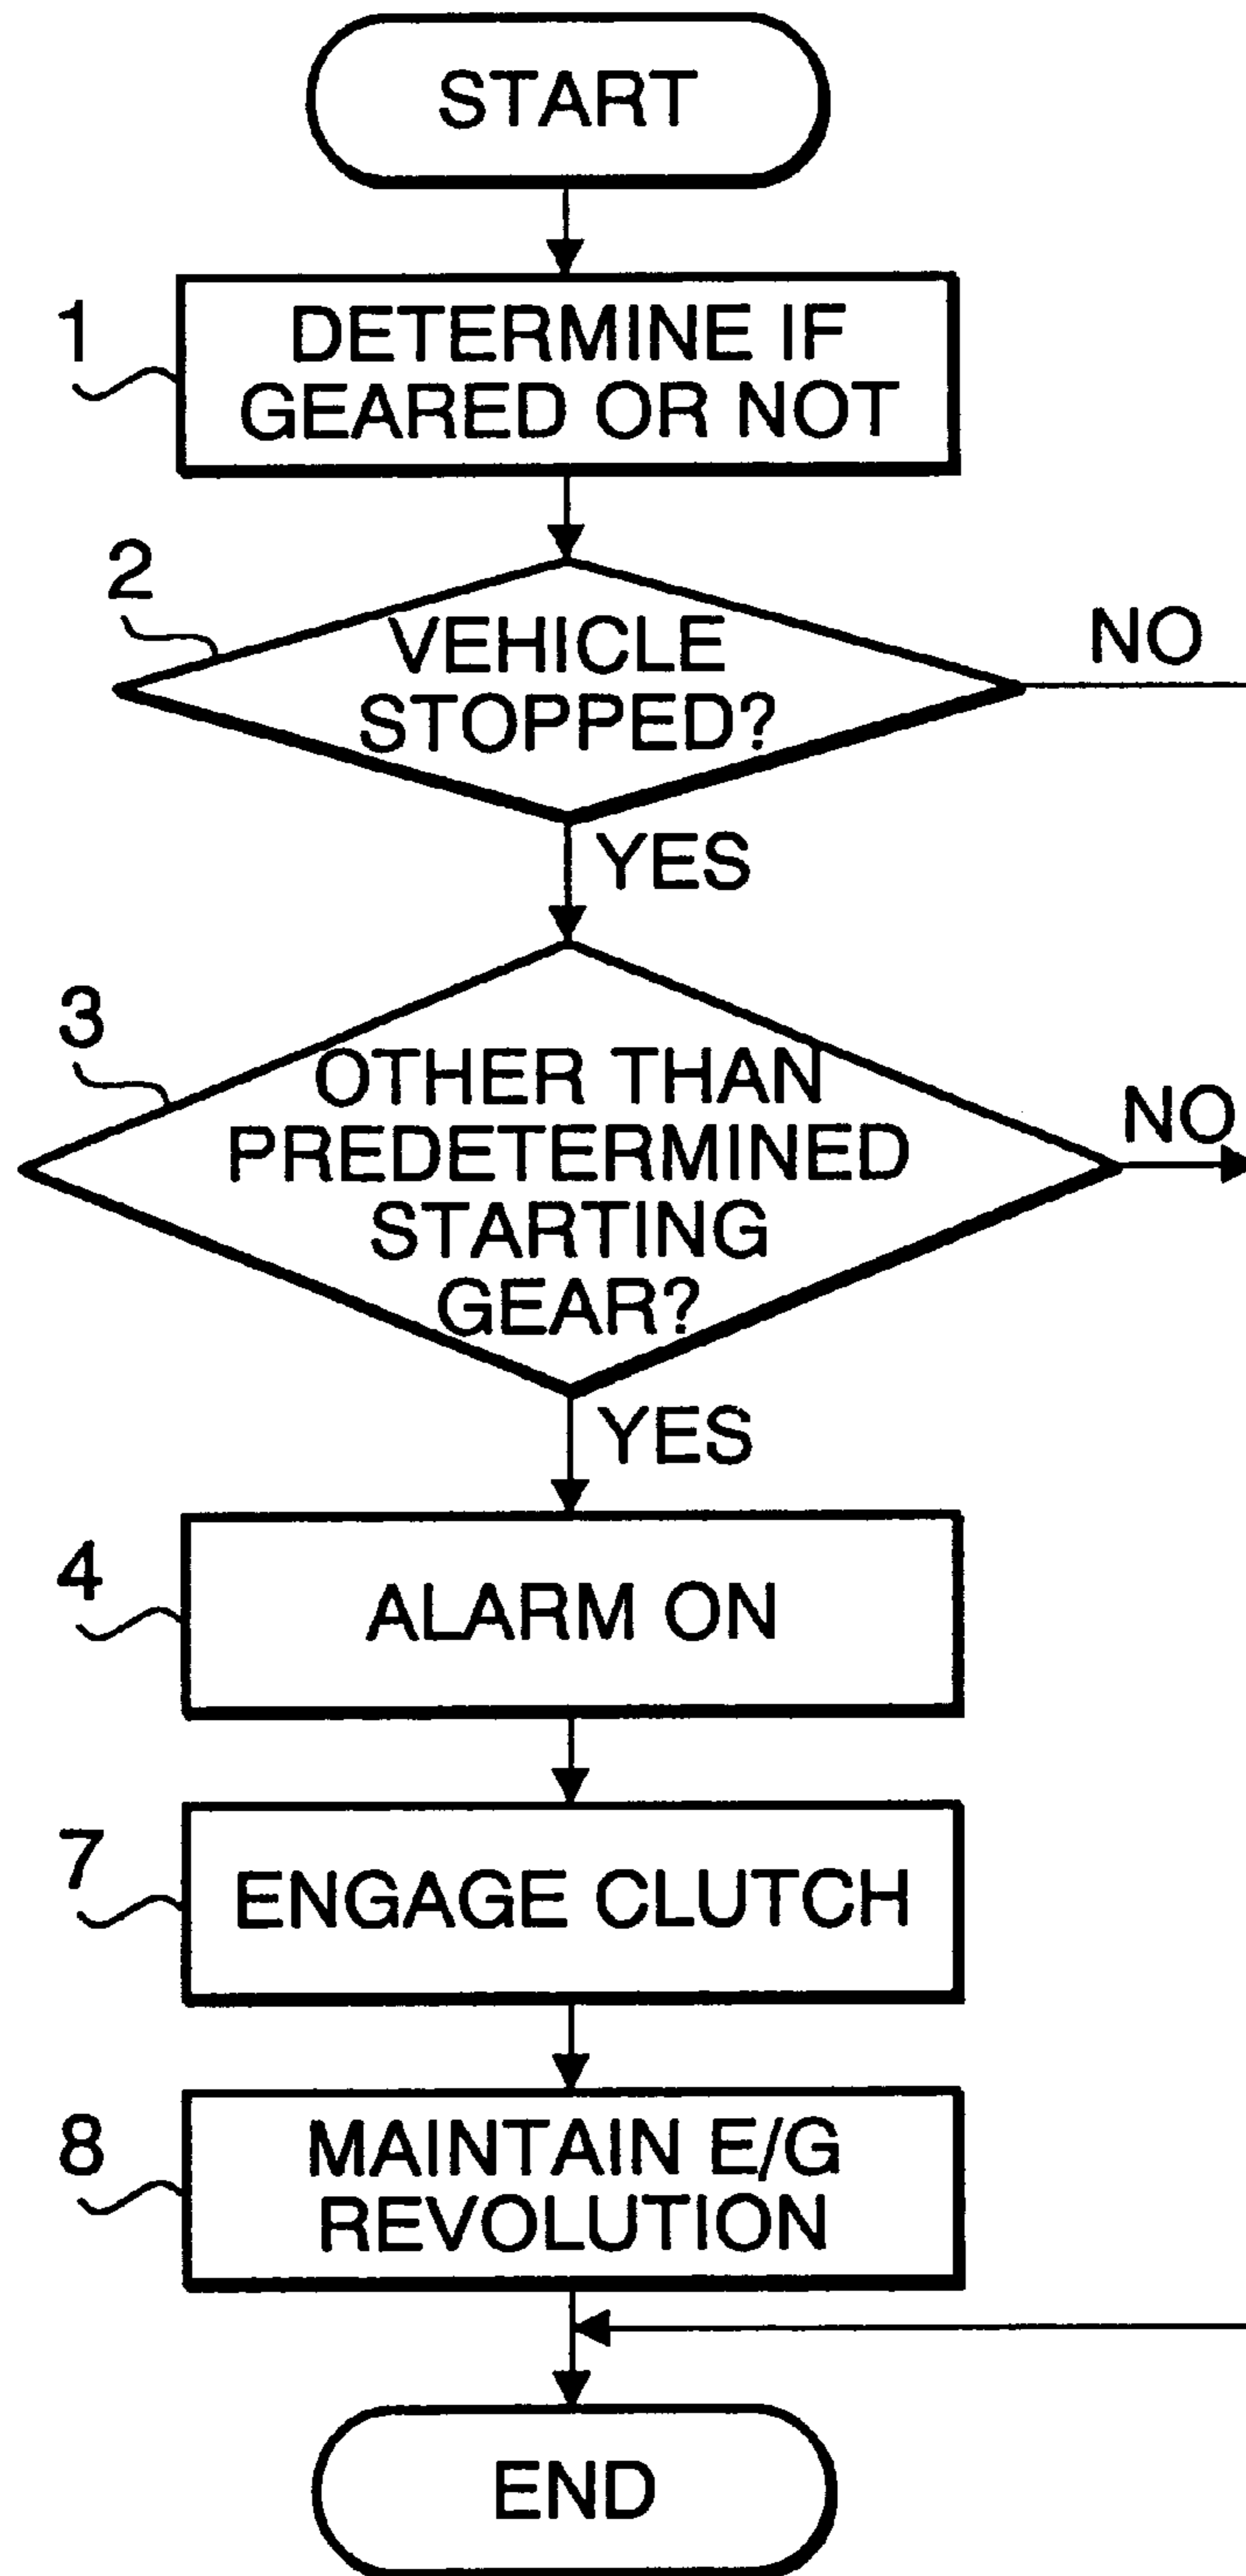 START
1
DETERMINE IF
GEARED OR NOT
2
VEHICLE
STOPPED?
NO
YES
3
OTHER THAN
PREDETERMINED
STARTING
GEAR?
NO
YES
4
ALARM ON
7
ENGAGE CLUTCH
8
MAINTAIN E/G
REVOLUTION
END